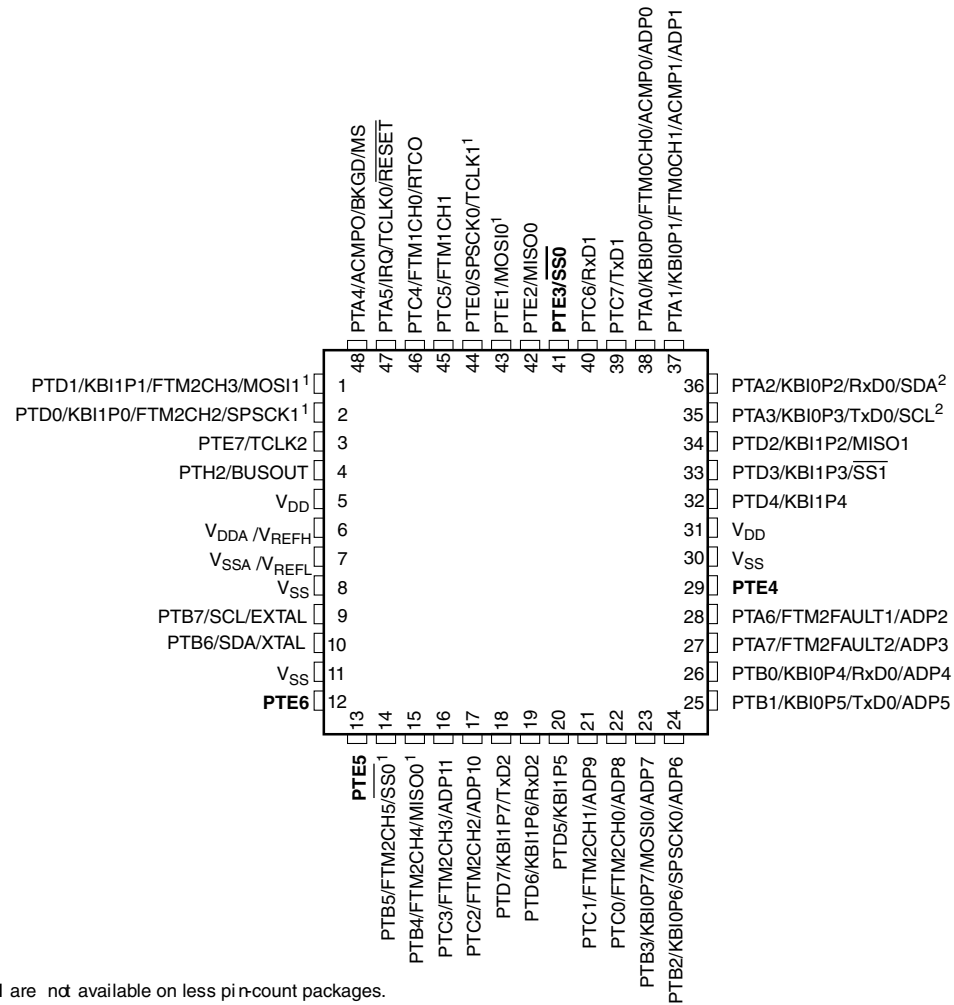 PTA4/ACMPO/BKGD/MS
PTA5/IRQ/TCLK0/RESET
PTC4/FTM1CH0/RTCO
PTC5/FTM1CH1
PTE0/SPSCK0/TCLK1¹
PTE1/MOSI0¹
PTE2/MISO0
PTE3/SS0
PTC6/RxD1
PTC7/TxD1
PTA0/KBI0P0/FTM0CH0/ACMP0/ADP0
PTA1/KBI0P1/FTM0CH1/ACMP1/ADP1
48 47 46 45 44 43 42 41 40 39 38 37
PTD1/KBI1P1/FTM2CH3/MOSI1¹ 1
PTD0/KBI1P0/FTM2CH2/SPSCK1¹ 2
PTE7/TCLK2 3
PTH2/BUSOUT 4
VDD 5
VDDA /VREFH 6
VSSA /VREFL 7
VSS 8
PTB7/SCL/EXTAL 9
PTB6/SDA/XTAL 10
VSS 11
PTE6 12
36 PTA2/KBI0P2/RxD0/SDA²
35 PTA3/KBI0P3/TxD0/SCL²
34 PTD2/KBI1P2/MISO1
33 PTD3/KBI1P3/SS1
32 PTD4/KBI1P4
31 VDD
30 VSS
29 PTE4
28 PTA6/FTM2FAULT1/ADP2
27 PTA7/FTM2FAULT2/ADP3
26 PTB0/KBI0P4/RxD0/ADP4
25 PTB1/KBI0P5/TxD0/ADP5
13 14 15 16 17 18 19 20 21 22 23 24
PTE5
PTB5/FTM2CH5/SS0¹
PTB4/FTM2CH4/MISO0¹
PTC3/FTM2CH3/ADP11
PTC2/FTM2CH2/ADP10
PTD7/KBI1P7/TxD2
PTD6/KBI1P6/RxD2
PTD5/KBI1P5
PTC1/FTM2CH1/ADP9
PTC0/FTM2CH0/ADP8
PTB3/KBI0P7/MOSI0/ADP7
PTB2/KBI0P6/SPSCK0/ADP6
are not available on less pin-count packages.